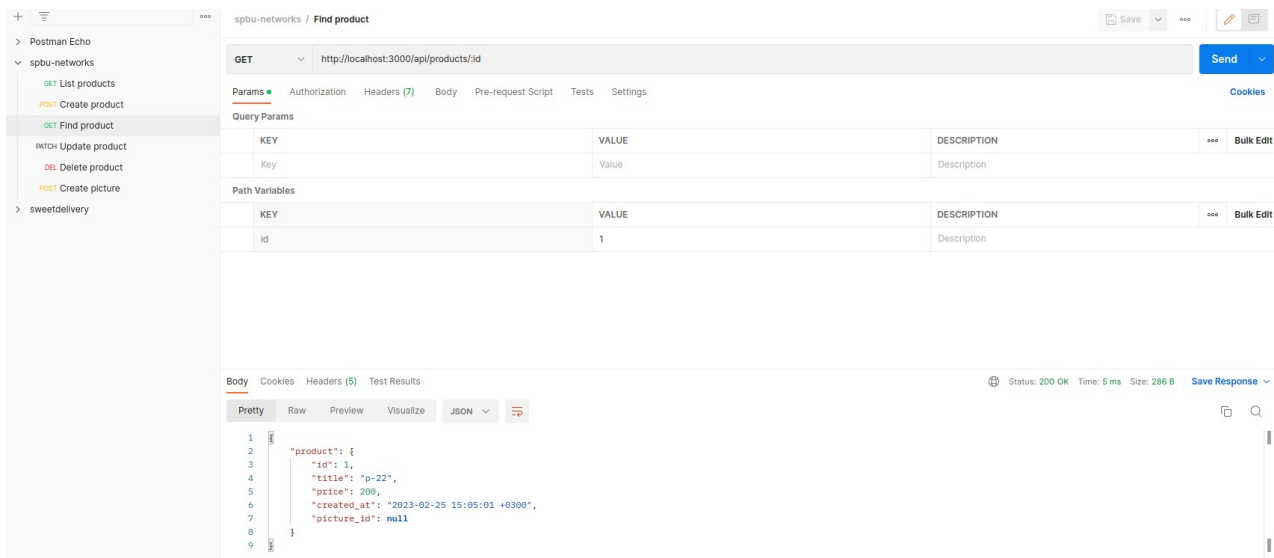 spbu-networks / Find product
Save
Postman Echo
spbu-networks
GET List products
POST Create product
GET Find product
PATCH Update product
DEL Delete product
POST Create picture
sweetdelivery
GET http://localhost:3000/api/products/:id Send
Params Authorization Headers (7) Body Pre-request Script Tests Settings Cookies
Query Params
KEY VALUE DESCRIPTION Bulk Edit
Key Value Description
Path Variables
KEY VALUE DESCRIPTION Bulk Edit
id 1 Description
Body Cookies Headers (5) Test Results Status: 200 OK Time: 5 ms Size: 286 B Save Response
Pretty Raw Preview Visualize JSON
1 {
2 "product": {
3 "id": 1,
4 "title": "p-22",
5 "price": 200,
6 "created_at": "2023-02-25 15:05:01 +0300",
7 "picture_id": null
8 }
9 }